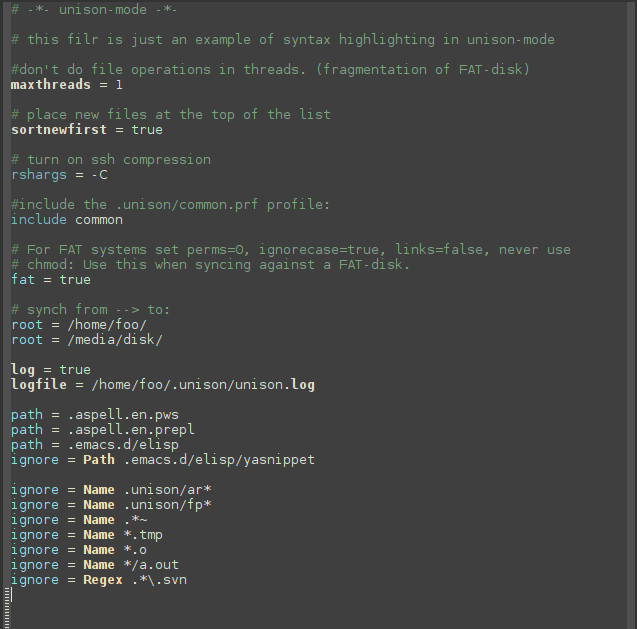 # -*- unison-mode -*-
# this filr is just an example of syntax highlighting in unison-mode
#don't do file operations in threads. (fragmentation of FAT-disk)
maxthreads = 1
# place new files at the top of the list
sortnewfirst = true
# turn on ssh compression
rshargs = -C
#include the .unison/common.prf profile:
include common
# For FAT systems set perms=0, ignorecase=true, links=false, never use
# chmod: Use this when syncing against a FAT-disk.
fat = true
# synch from --> to:
root = /home/foo/
root = /media/disk/
log = true
logfile = /home/foo/.unison/unison.log
path = .aspell.en.pws
path = .aspell.en.prepl
path = .emacs.d/elisp
ignore = Path .emacs.d/elisp/yasnippet
ignore = Name .unison/ar*
ignore = Name .unison/fp*
ignore = Name .*~
ignore = Name *.tmp
ignore = Name *.o
ignore = Name */a.out
ignore = Regex .*\.svn